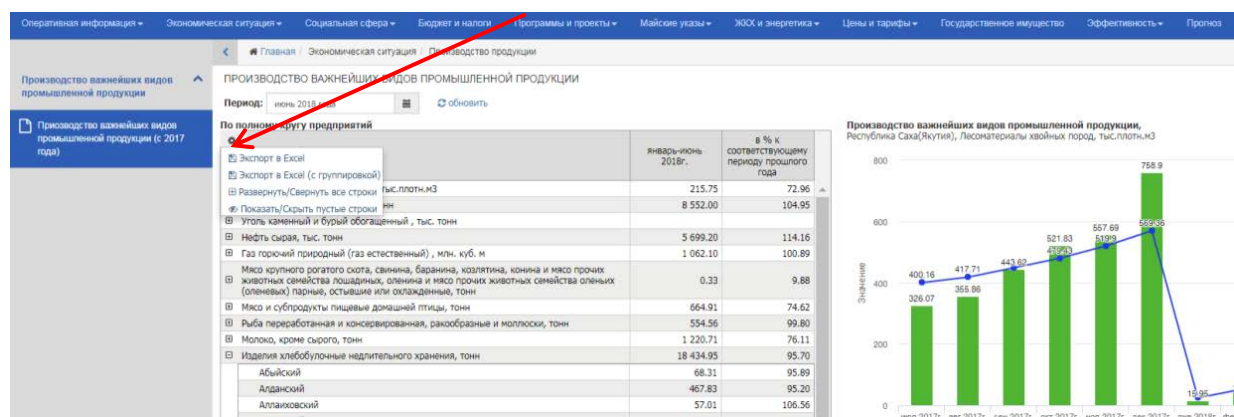 Оперативная информация Экономическая ситуация Социальная сфера Бюджет и налоги Программы и проекты Майские указы ЖКХ и энергетика Цены и тарифы Государственное имущество Эффективность Прогноз
Главная / Экономическая ситуация / Производство продукции
Производство важнейших видов
промышленной продукции
Приозводство важнейших видов
промышленной продукции (с 2017
года)
ПРОИЗВОДСТВО ВАЖНЕЙШИХ ВИДОВ ПРОМЫШЛЕННОЙ ПРОДУКЦИИ
Период: июнь 2018 года обновить
По полному кругу предприятий
январь-июнь
2018г.
в % к
соответствующему
периоду прошлого
года
Экспорт в Excel
Экспорт в Excel (с группировкой)
Развернуть/Свернуть все строки
Показать/Скрыть пустые строки
тыс.плотн.м3 215.75 72.96
нн 8 552.00 104.95
Уголь каменный и бурый обогащенный , тыс. тонн
Нефть сырая, тыс. тонн 5 699.20 114.16
Газ горючий природный (газ естественный) , млн. куб. м 1 062.10 100.89
Мясо крупного рогатого скота, свинина, баранина, козлятина, конина и мясо прочих
животных семейства лошадиных, оленина и мясо прочих животных семейства оленьих
(оленевых) парные, остывшие или охлажденные, тонн 0.33 9.88
Мясо и субпродукты пищевые домашней птицы, тонн 664.91 74.62
Рыба переработанная и консервированная, ракообразные и моллюски, тонн 554.56 99.80
Молоко, кроме сырого, тонн 1 220.71 76.11
Изделия хлебобулочные недлительного хранения, тонн 18 434.95 95.70
Абыйский 68.31 95.89
Алданский 467.83 95.20
Аллаиховский 57.01 106.56
Производство важнейших видов промышленной продукции,
Республика Саха(Якутия), Лесоматериалы хвойных пород, тыс.плотн.м3
Значение
800
600
400
200
0
326.07
400.16
355.86
417.71
443.62
521.83
557.69
519.9
758.9
569.36
15.95